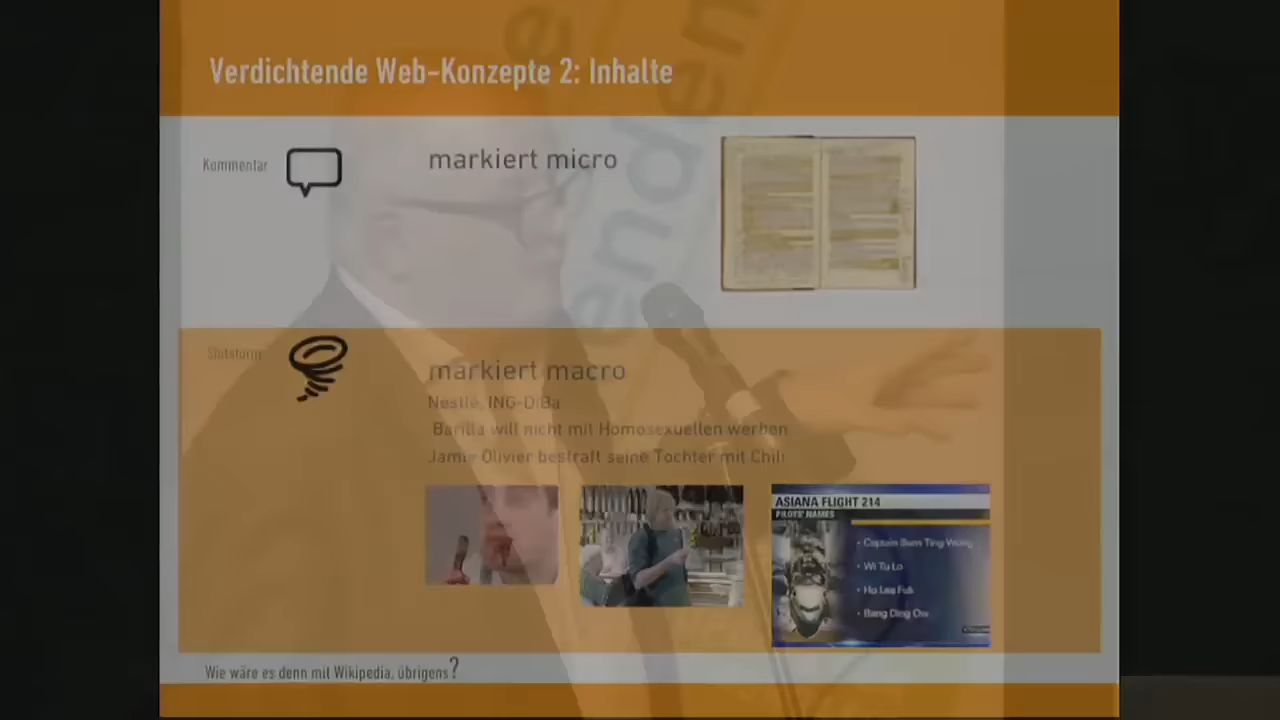 Verdichtende Web-Konzepte 2: Inhalte
Kommentar
markiert micro
Shitstorm
markiert macro
Nestle, ING-DiBa
Barilla will nicht mit Homosexuellen werben
Jamie Olivier bestraft seine Tochter mit Chili
ASIANA FLIGHT 214
PILOTS' NAMES
• Captain Sum Ting Wong
• Wi Tu Lo
• Ho Lee Fuk
• Bang Ding Ow
Wie wäre es denn mit Wikipedia, übrigens?
enden